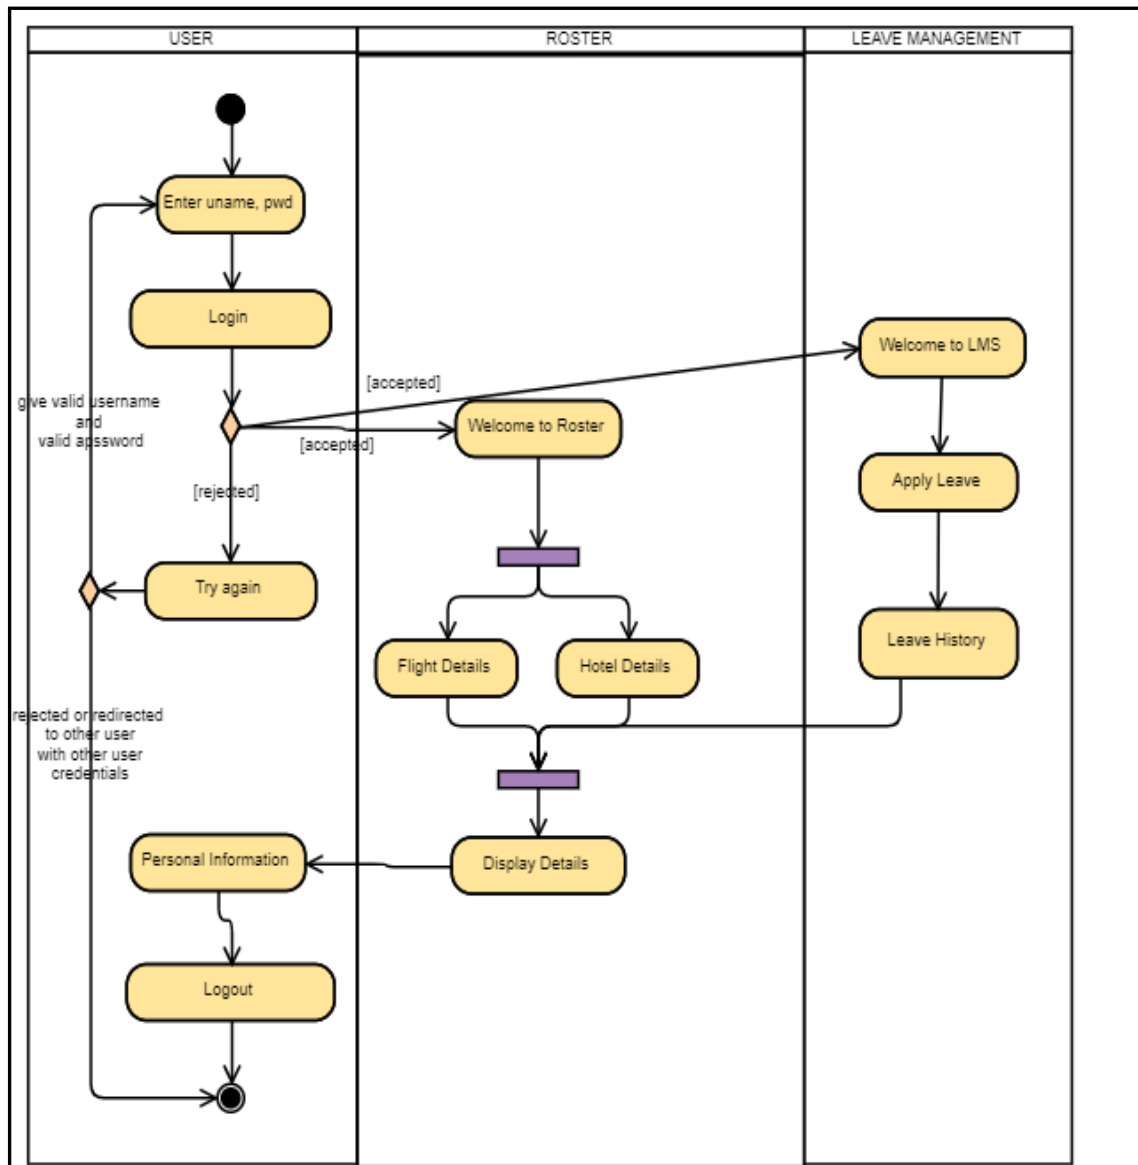 USER
ROSTER
LEAVE MANAGEMENT
Enter uname, pwd
Login
Welcome to LMS
[accepted]
give valid username
and
valid apssword
Welcome to Roster
[accepted]
Apply Leave
[rejected]
Try again
Leave History
Flight Details
Hotel Details
rejected or redirected
to other user
with other user
credentials
Personal Information
Display Details
Logout